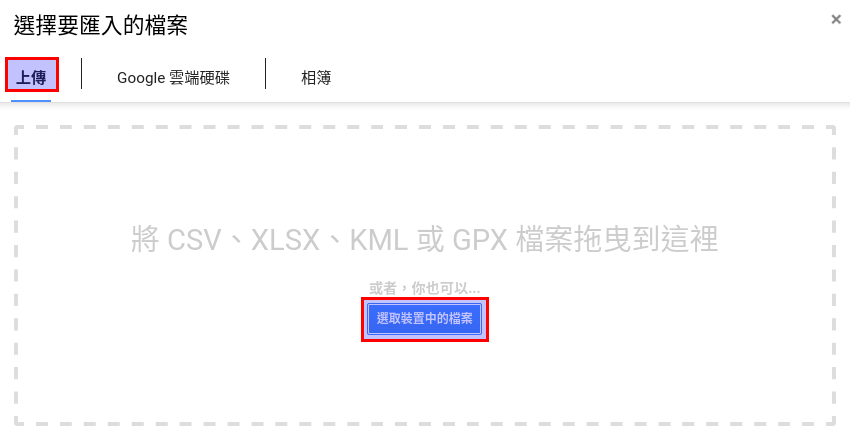 選擇要匯入的檔案
×
上傳
Google 雲端硬碟
相簿
將 CSV、XLSX、KML 或 GPX 檔案拖曳到這裡
或者，你也可以...
選取裝置中的檔案